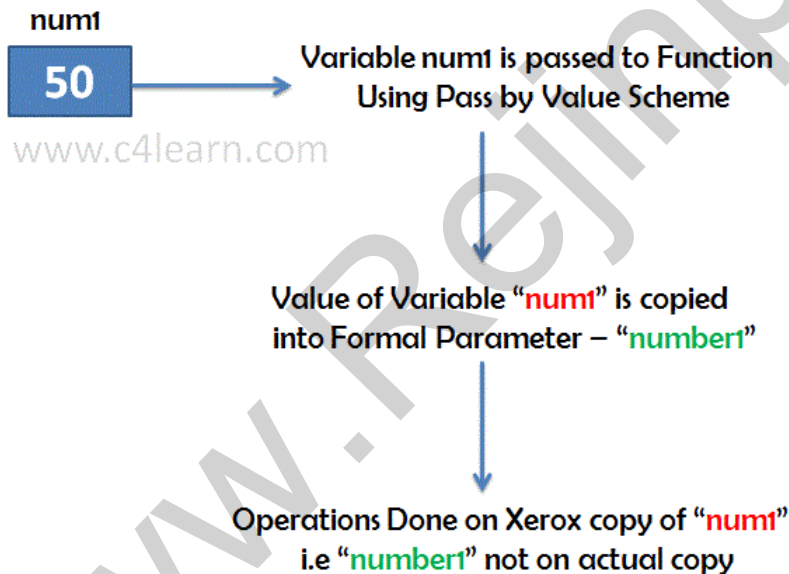 num1
50
Variable num1 is passed to Function
Using Pass by Value Scheme
www.c4learn.com
Value of Variable “num1” is copied
into Formal Parameter – “number1”
Operations Done on Xerox copy of “num1”
i.e “number1” not on actual copy